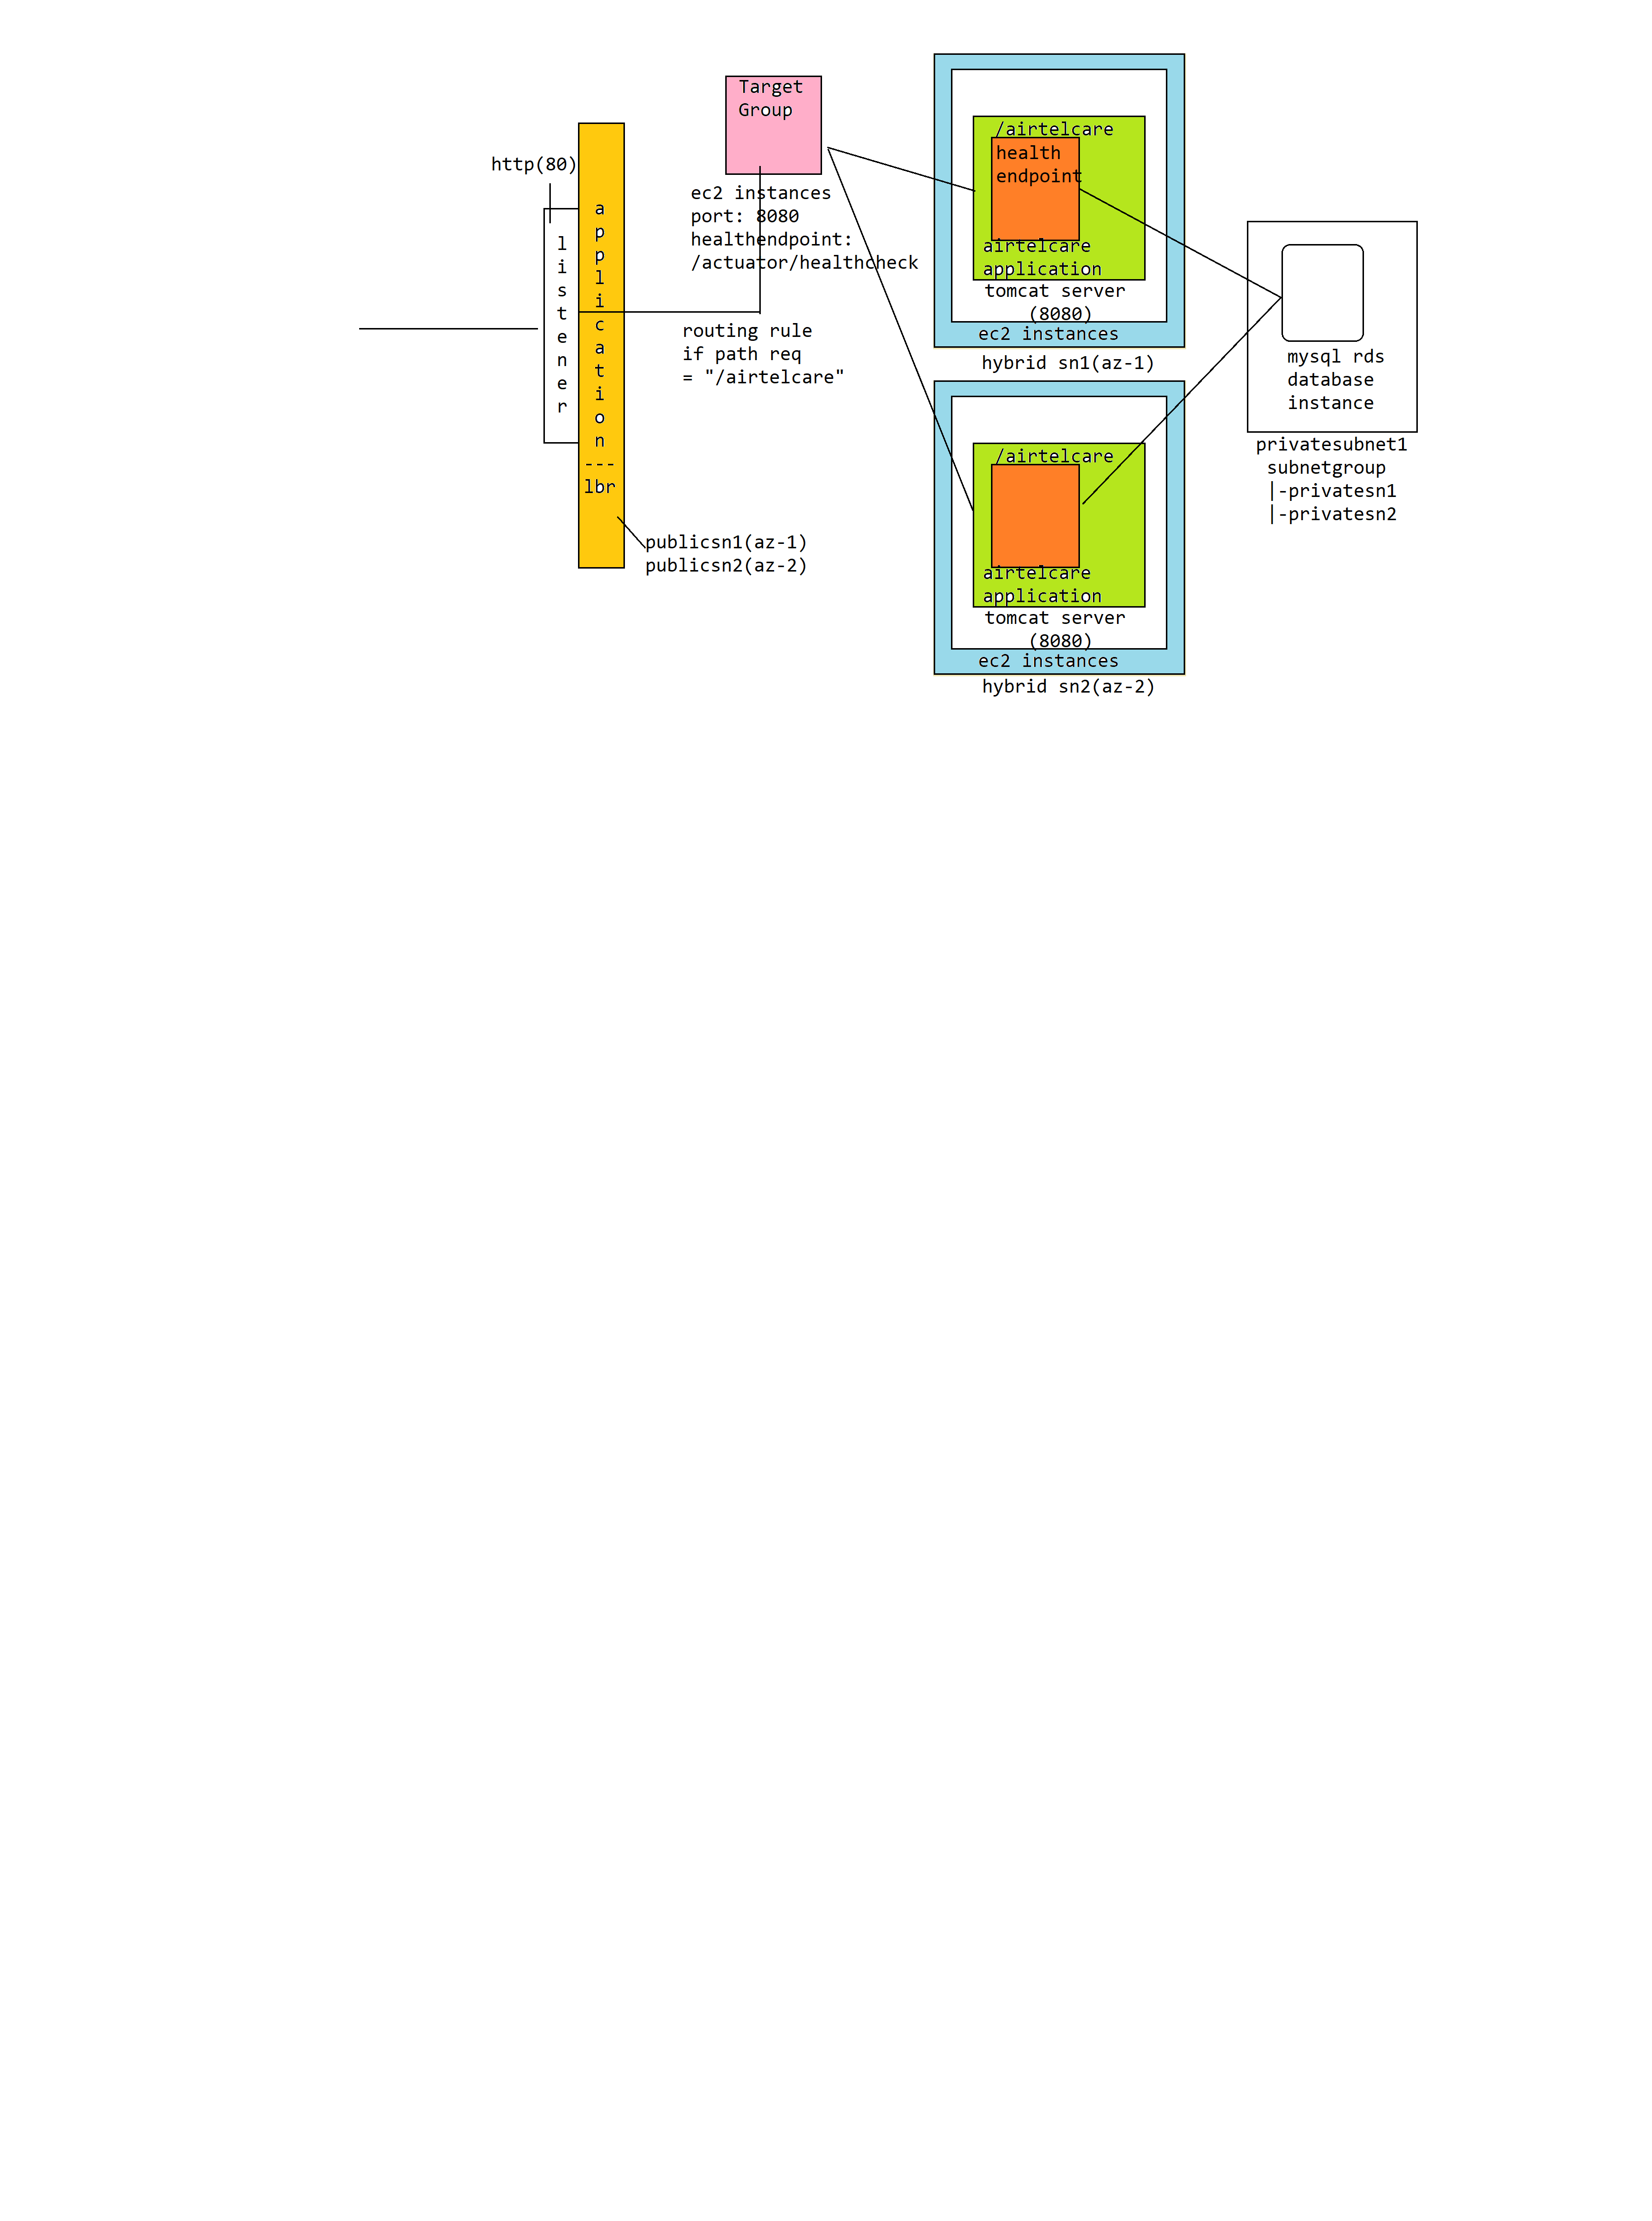 http(80)
listener
application
---
lbr
publicsn1(az-1)
publicsn2(az-2)
Target
Group
ec2 instances
port: 8080
healthendpoint:
/actuator/healthcheck
routing rule
if path req
= "/airtelcare"
/airtelcare
health
endpoint
airtelcare
application
tomcat server
(8080)
ec2 instances
hybrid sn1(az-1)
/airtelcare
airtelcare
application
tomcat server
(8080)
ec2 instances
hybrid sn2(az-2)
mysql rds
database
instance
privatesubnet1
subnetgroup
|-privatesn1
|-privatesn2